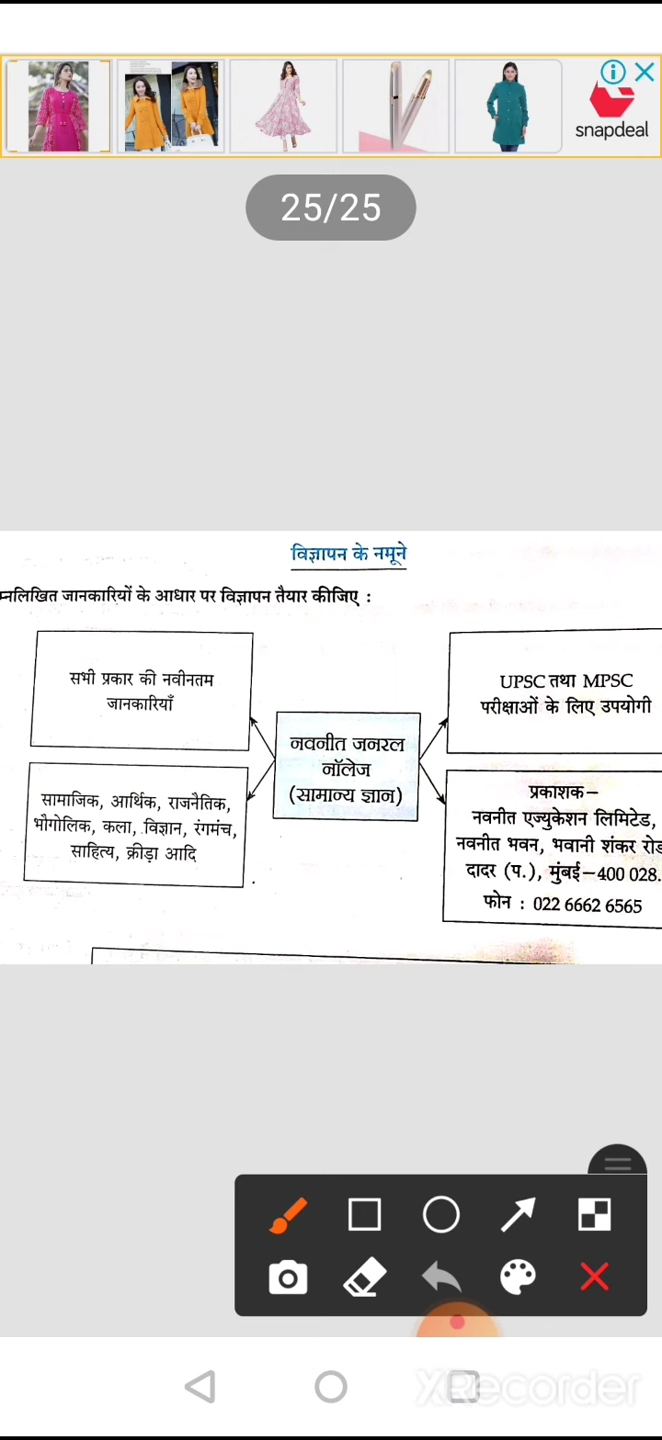 snapdeal
25/25
विज्ञापन के नमूने
म्नलिखित जानकारियों के आधार पर विज्ञापन तैयार कीजिए :
सभी प्रकार की नवीनतम
जानकारियाँ
UPSC तथा MPSC
परीक्षाओं के लिए उपयोगी
नवनीत जनरल
नॉलेज
(सामान्य ज्ञान)
सामाजिक, आर्थिक, राजनैतिक,
भौगोलिक, कला, विज्ञान, रंगमंच,
साहित्य, क्रीड़ा आदि
प्रकाशक–
नवनीत एज्युकेशन लिमिटेड,
नवनीत भवन, भवानी शंकर रोड
दादर (प.), मुंबई–400 028.
फोन : 022 6662 6565
XRecorder